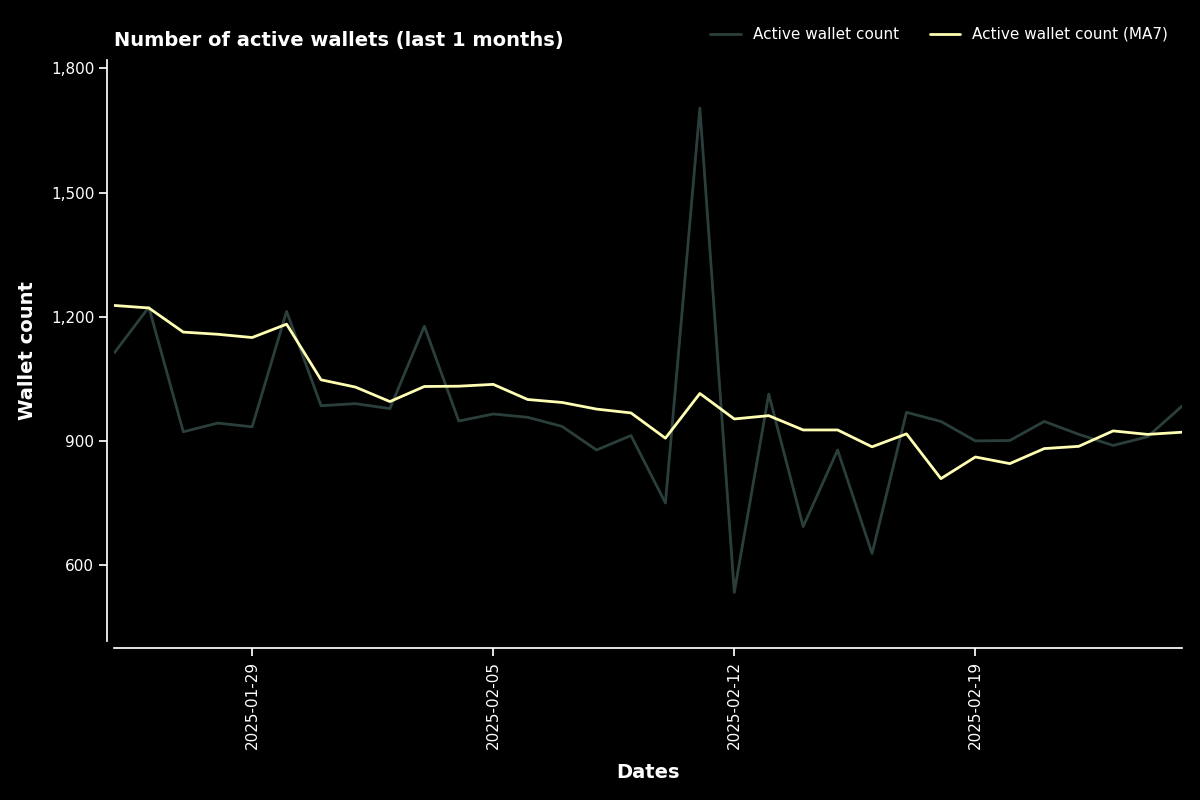 Number of active wallets (last 1 months)
Active wallet count
Active wallet count (MA7)
1,800
1,500
1,200
900
600
Wallet count
2025-01-29
2025-02-05
2025-02-12
2025-02-19
Dates